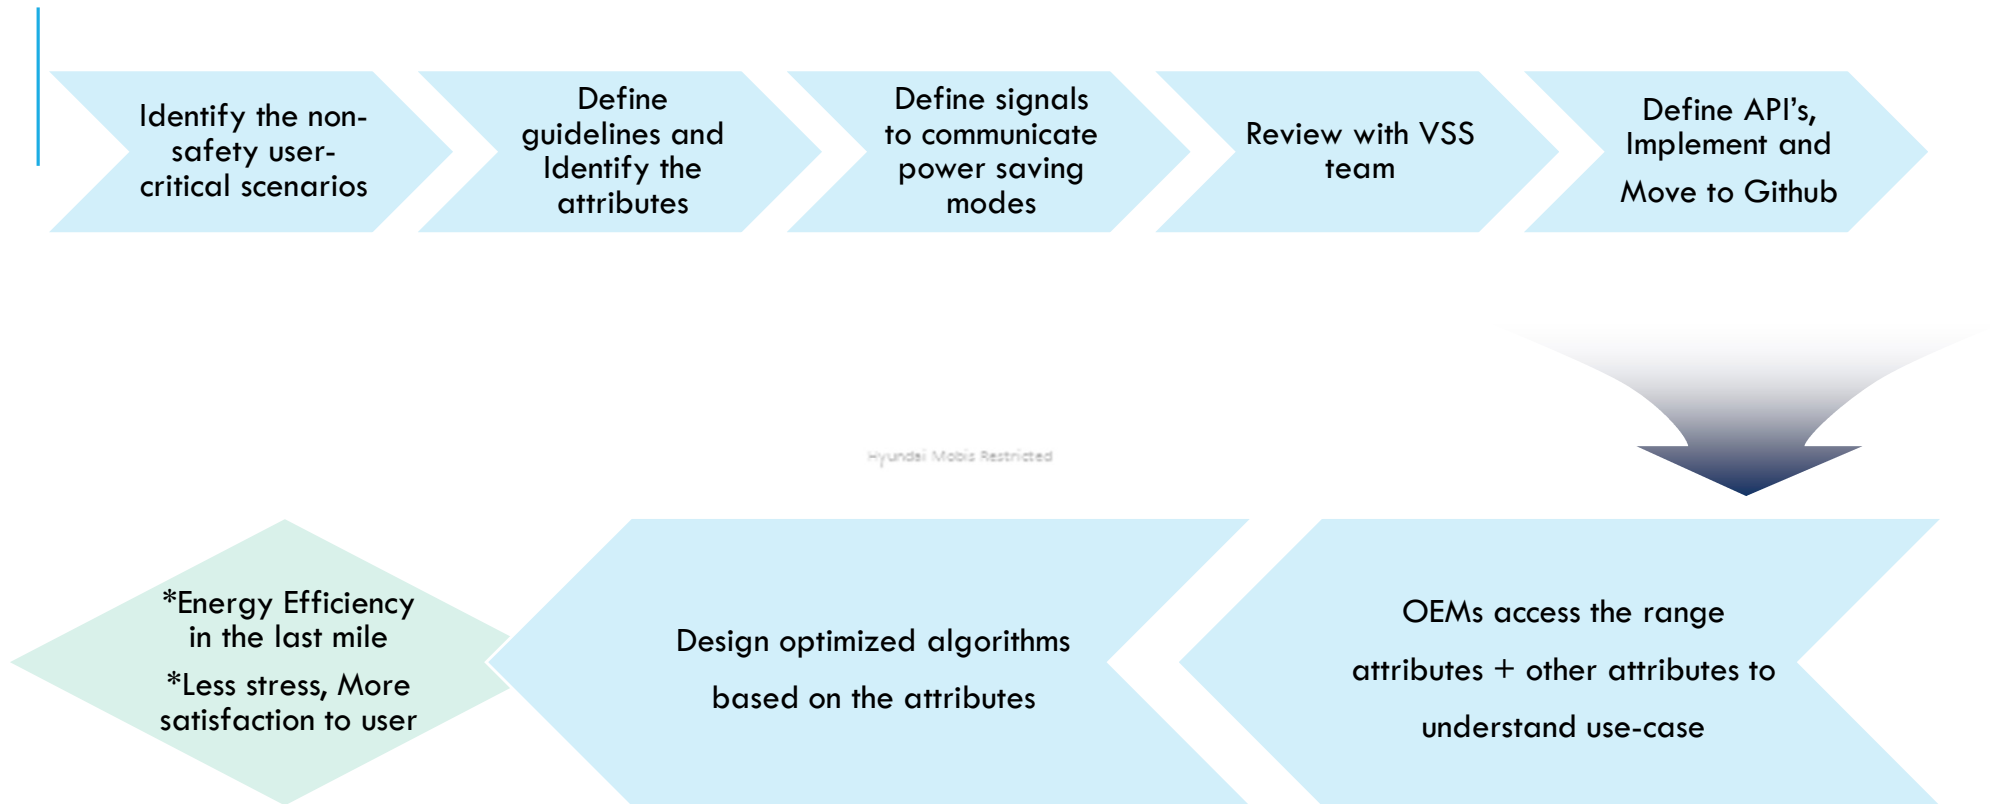 Identify the non-
safety user-
critical scenarios
Define
guidelines and
Identify the
attributes
Define signals
to communicate
power saving
modes
Review with VSS
team
Define API's,
Implement and
Move to Github
Hyundai Mobis Restricted
OEMs access the range
attributes + other attributes to
understand use-case
Design optimized algorithms
based on the attributes
*Energy Efficiency
in the last mile
*Less stress, More
satisfaction to user